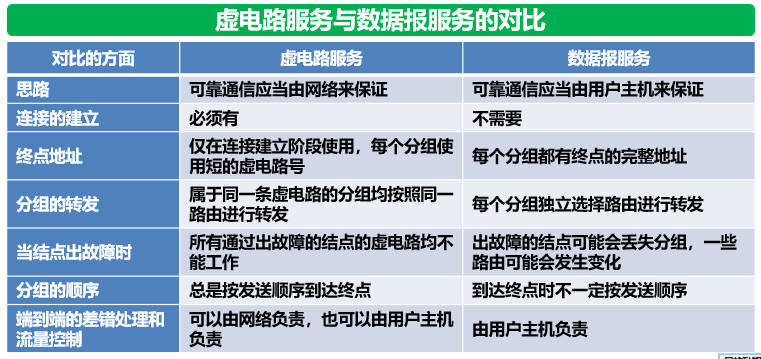 虚电路服务与数据报服务的对比
对比的方面 虚电路服务 数据报服务
思路 可靠通信应当由网络来保证 可靠通信应当由用户主机来保证
连接的建立 必须有 不需要
终点地址 仅在连接建立阶段使用，每个分组使 每个分组都有终点的完整地址
用短的虚电路号
分组的转发 属于同一条虚电路的分组均按照同一 每个分组独立选择路由进行转发
路由进行转发
当结点出故障时 所有通过出故障的结点的虚电路均不 出故障的结点可能会丢失分组，一些
能工作 路由可能会发生变化
分组的顺序 总是按发送顺序到达终点 到达终点时不一定按发送顺序
端到端的差错处理和 可以由网络负责，也可以由用户主机 由用户主机负责
流量控制 负责